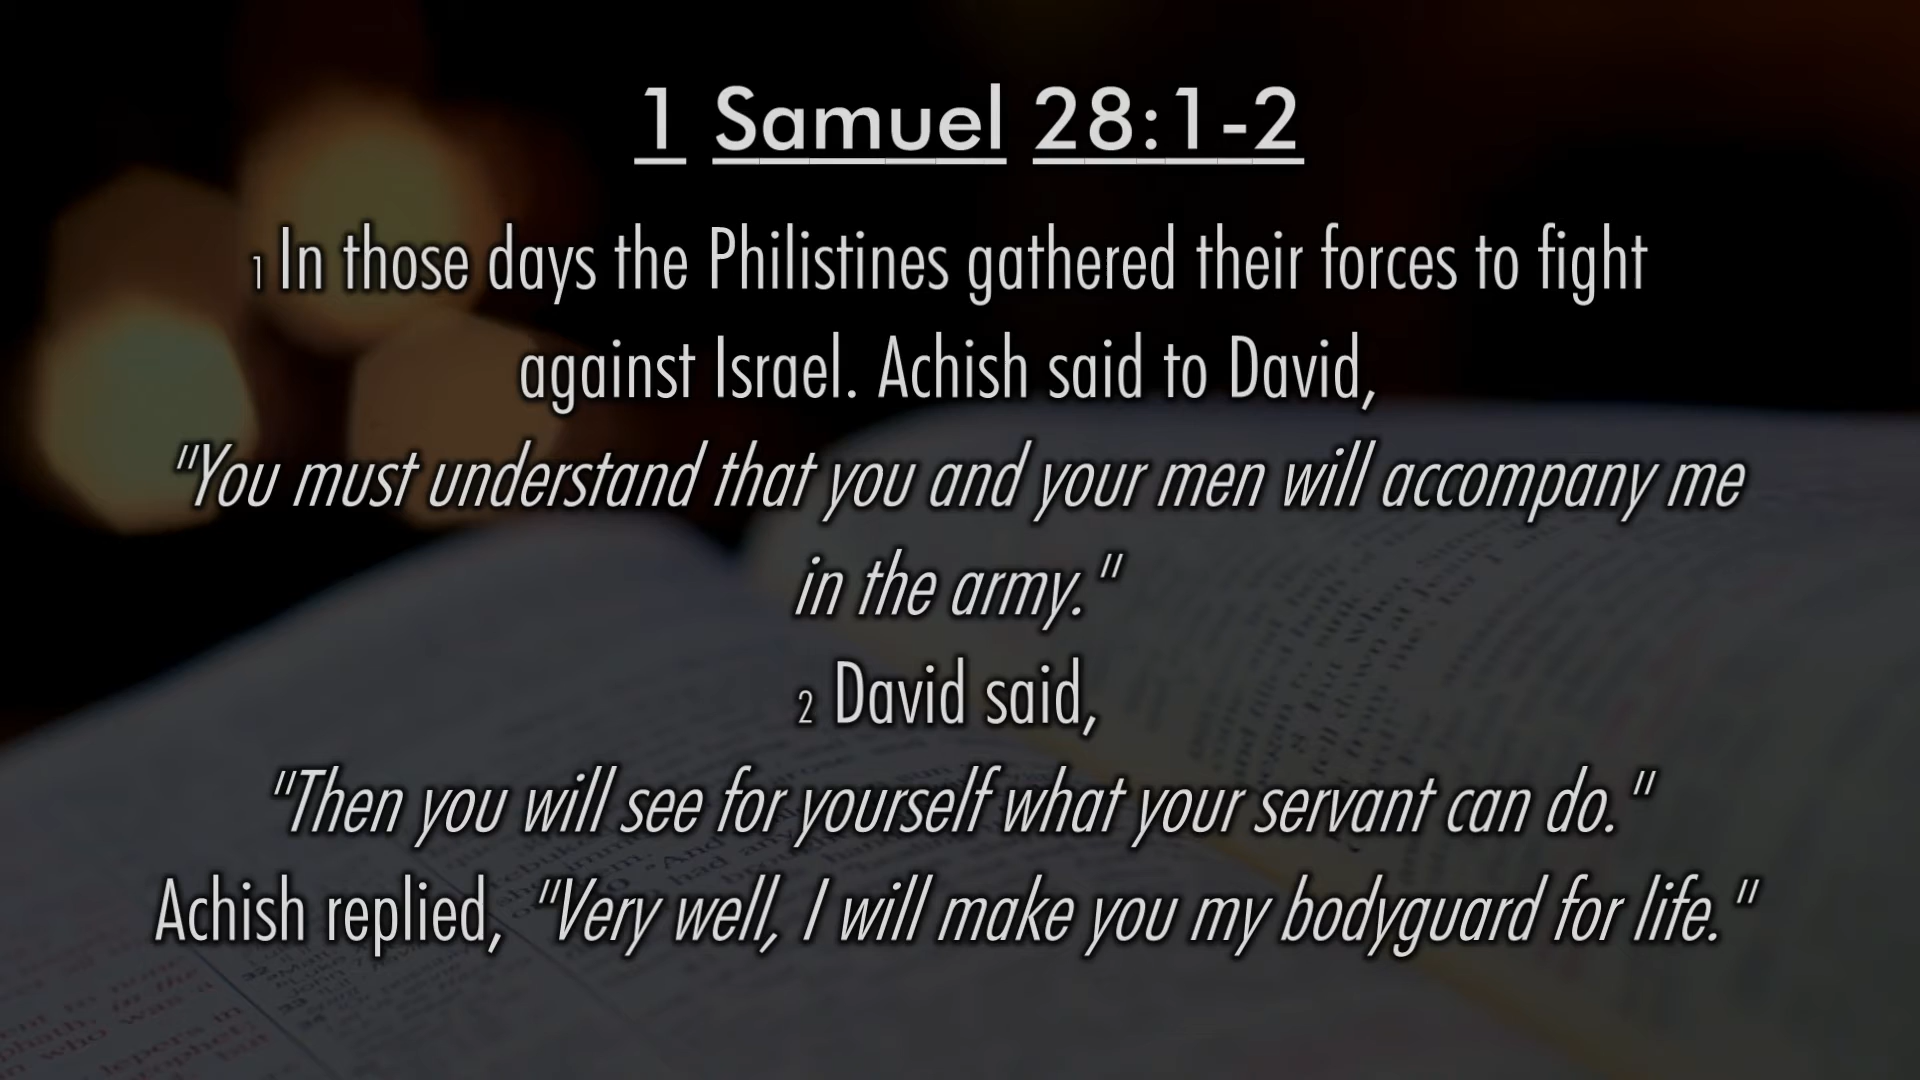 1 Samuel 28:1-2
1 In those days the Philistines gathered their forces to fight
against Israel. Achish said to David,
"You must understand that you and your men will accompany me
in the army."
2 David said,
"Then you will see for yourself what your servant can do."
Achish replied, "Very well, I will make you my bodyguard for life."